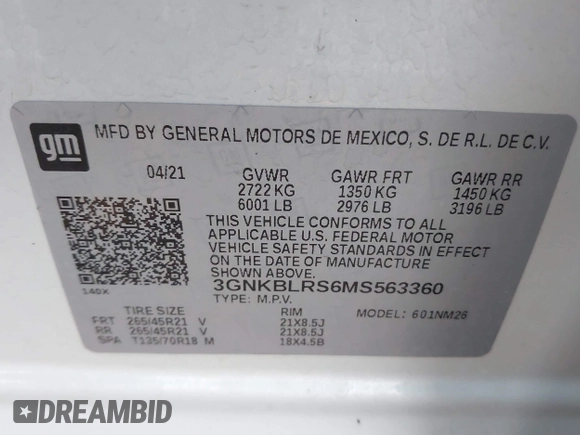 gm
MFD BY GENERAL MOTORS DE MEXICO, S. DE R.L. DE C.V.
04/21 GVWR GAWR FRT GAWR RR
2722 KG 1350 KG 1450 KG
6001 LB 2976 LB 3196 LB
THIS VEHICLE CONFORMS TO ALL
APPLICABLE U.S. FEDERAL MOTOR
VEHICLE SAFETY STANDARDS IN EFFECT
ON THE DATE OF MANUFACTURE
SHOWN ABOVE.
3GNKBLRS6MS563360
140X
TYPE: M.P.V.
TIRE SIZE RIM MODEL: 601NM26
FRT 265/45R21 V 21X8.5J
RR 265/45R21 V 21X8.5J
SPA T135/70R18 M 18X4.5B
DREAMBID